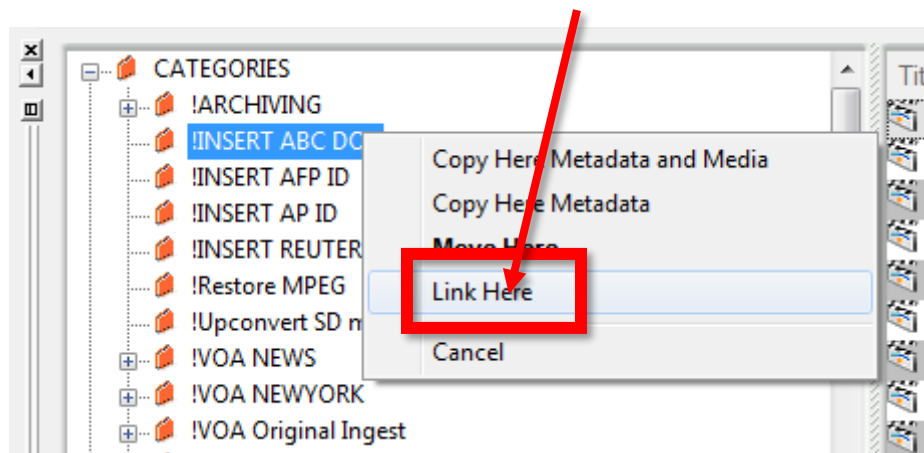 CATEGORIES
!ARCHIVING
!INSERT ABC
!INSERT AFP ID
!INSERT AP ID
!INSERT REUTER
!Restore MPEG
!Upconvert SD
!VOA NEWS
!VOA NEWYORK
!VOA Original Ingest
Copy Here Metadata and Media
Copy Here Metadata
Move Here
Link Here
Cancel
Tit